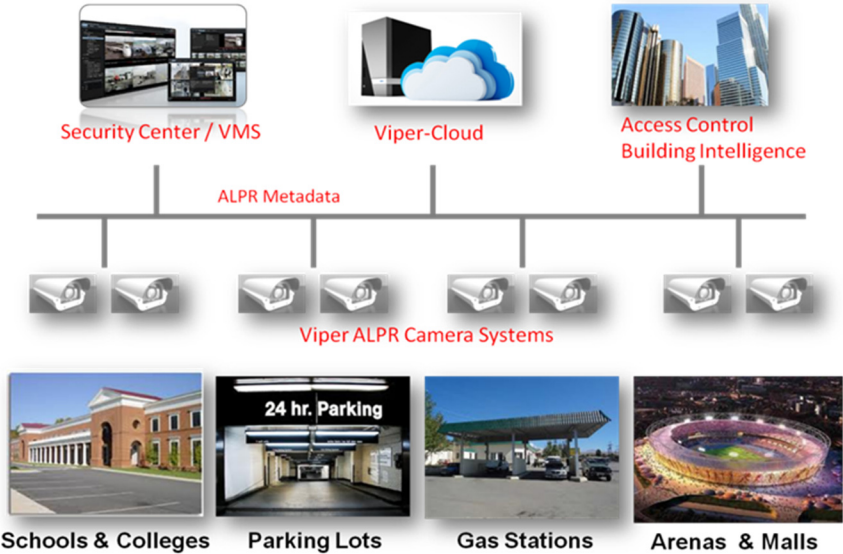 Security Center / VMS
Viper-Cloud
Access Control
Building Intelligence
ALPR Metadata
Viper ALPR Camera Systems
24 hr. Parking
Schools & Colleges
Parking Lots
Gas Stations
Arenas & Malls